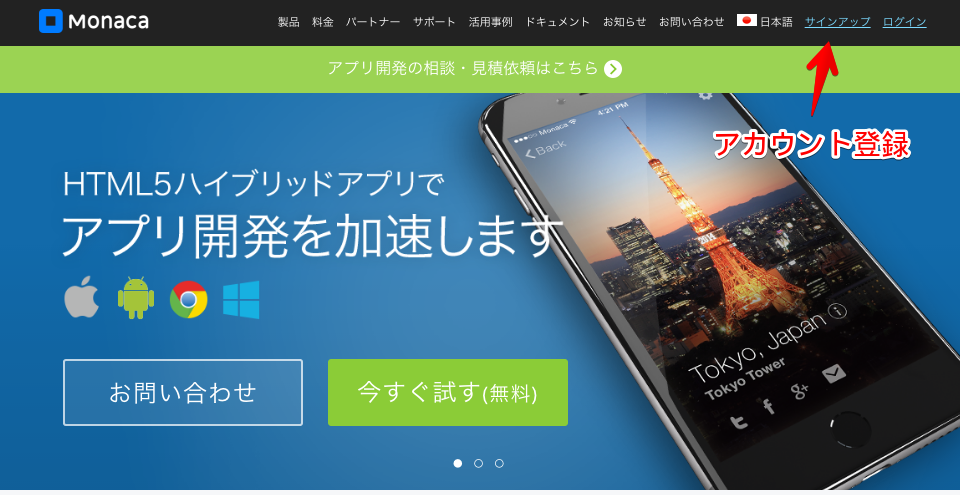 Monaca
製品 料金 パートナー サポート 活用事例 ドキュメント お知らせ お問い合わせ 日本語 サインアップ ログイン
アプリ開発の相談・見積依頼はこちら
アカウント登録
HTML5ハイブリッドアプリで
アプリ開発を加速します
お問い合わせ
今すぐ試す(無料)
Monaca 4:21 PM
Back
Tokyo, Japan
Tokyo Tower